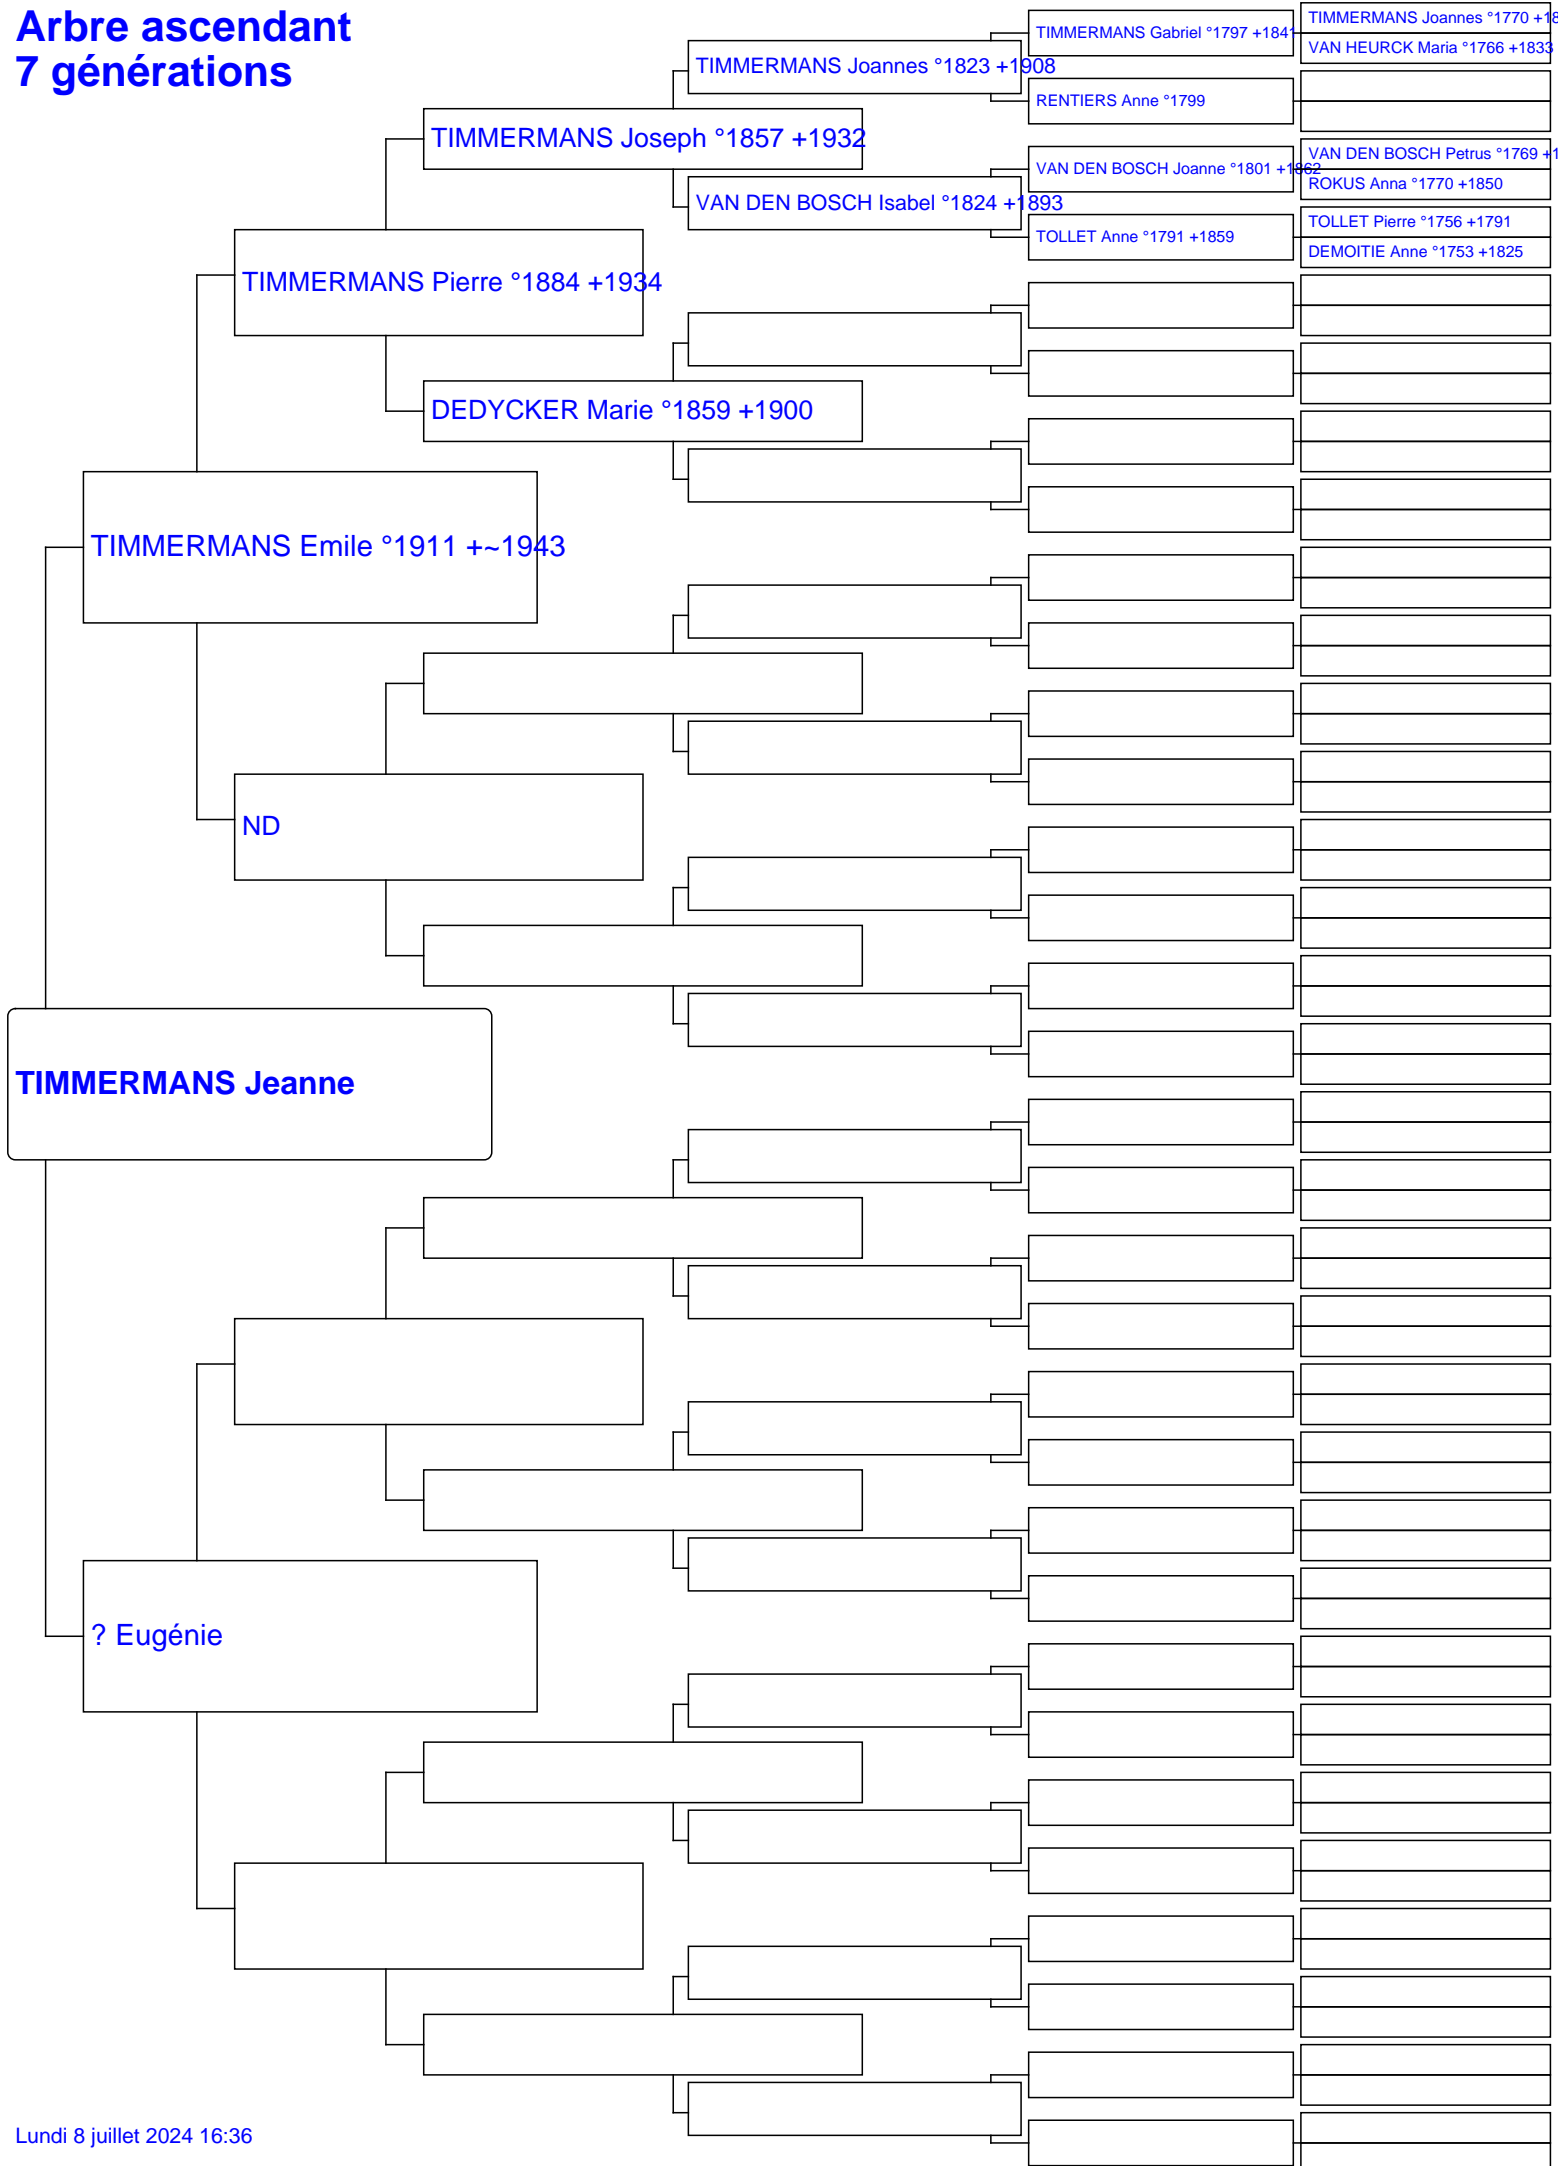 Arbre ascendant
7 générations
TIMMERMANS Joannes °1770
VAN HEURCK Maria °1766 +1833
TIMMERMANS Gabriel °1797 +1841
TIMMERMANS Joannes °1823 +1908
RENTIERS Anne °1799
TIMMERMANS Joseph °1857 +1932
VAN DEN BOSCH Petrus °1769
VAN DEN BOSCH Joanne °1801 +1862
ROKUS Anna °1770 +1850
VAN DEN BOSCH Isabel °1824 +1893
TOLLET Pierre °1756 +1791
TOLLET Anne °1791 +1859
DEMOITIE Anne °1753 +1825
TIMMERMANS Pierre °1884 +1934
DEDYCKER Marie °1859 +1900
TIMMERMANS Emile °1911 +~1943
ND
TIMMERMANS Jeanne
? Eugénie
Lundi 8 juillet 2024 16:36